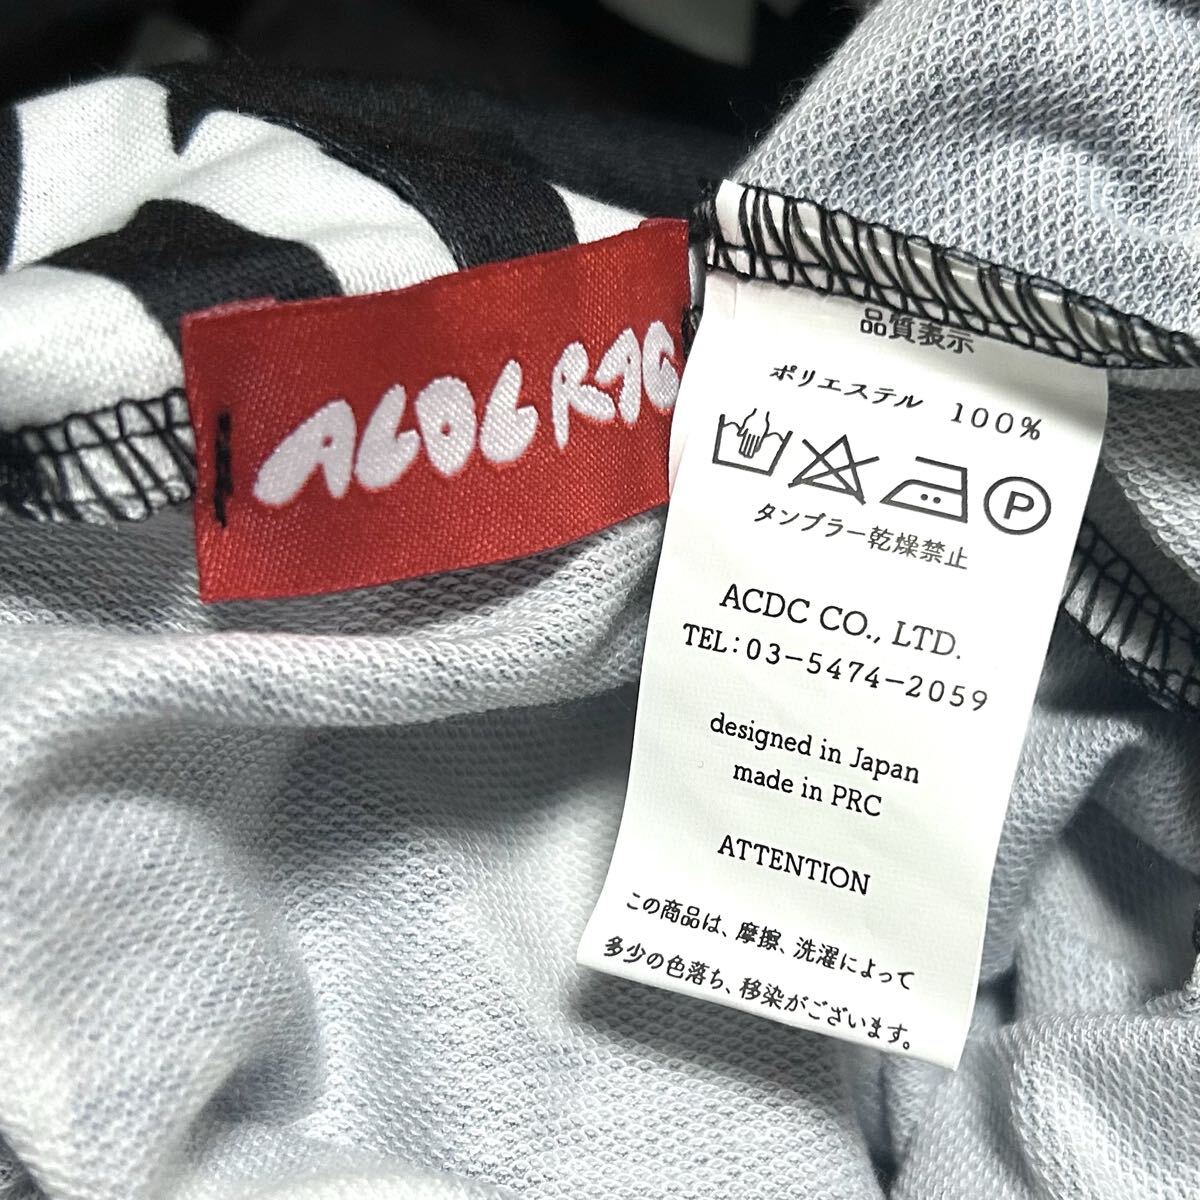 ACDC RAG
品質表示
ポリエステル 100%
P
タンブラー乾燥禁止
ACDC CO., LTD.
TEL:03-5474-2059
designed in Japan
made in PRC
ATTENTION
この商品は、摩擦、洗濯によって
多少の色落ち、移染がございます。